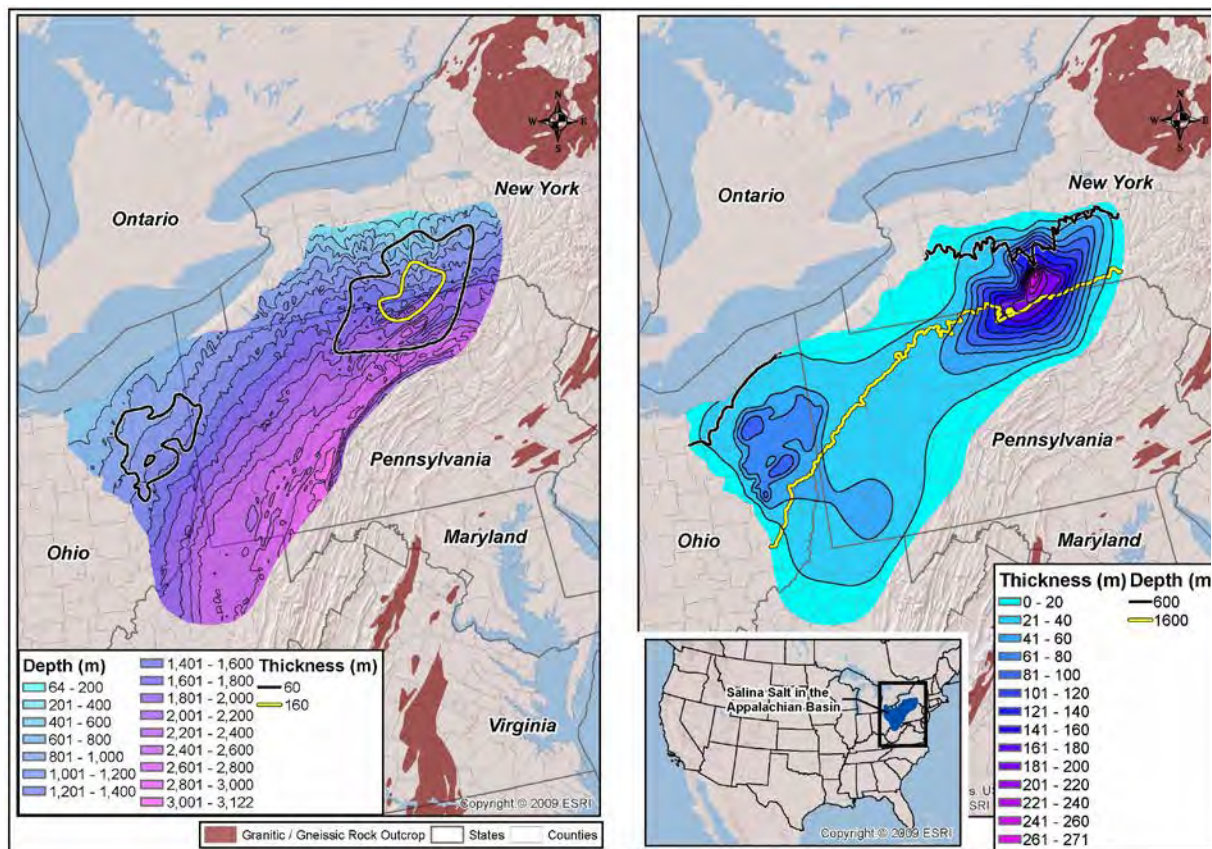 Ontario
New York
Pennsylvania
Ohio
Maryland
Virginia
N
W E
S
Depth (m)
64 - 200
201 - 400
401 - 600
601 - 800
801 - 1,000
1,001 - 1,200
1,201 - 1,400
1,401 - 1,600
1,601 - 1,800
1,801 - 2,000
2,001 - 2,200
2,201 - 2,400
2,401 - 2,600
2,601 - 2,800
2,801 - 3,000
3,001 - 3,122
Thickness (m)
60
160
Copyright © 2009 ESRI
Granitic / Gneissic Rock Outcrop
States
Counties
Ontario
New York
Pennsylvania
Ohio
Maryland
N
W E
S
Salina Salt in the
Appalachian Basin
Copyright © 2009 ESRI
Thickness (m)
0 - 20
21 - 40
41 - 60
61 - 80
81 - 100
101 - 120
121 - 140
141 - 160
161 - 180
181 - 200
201 - 220
221 - 240
241 - 260
261 - 271
Depth (m
600
1600
SRI